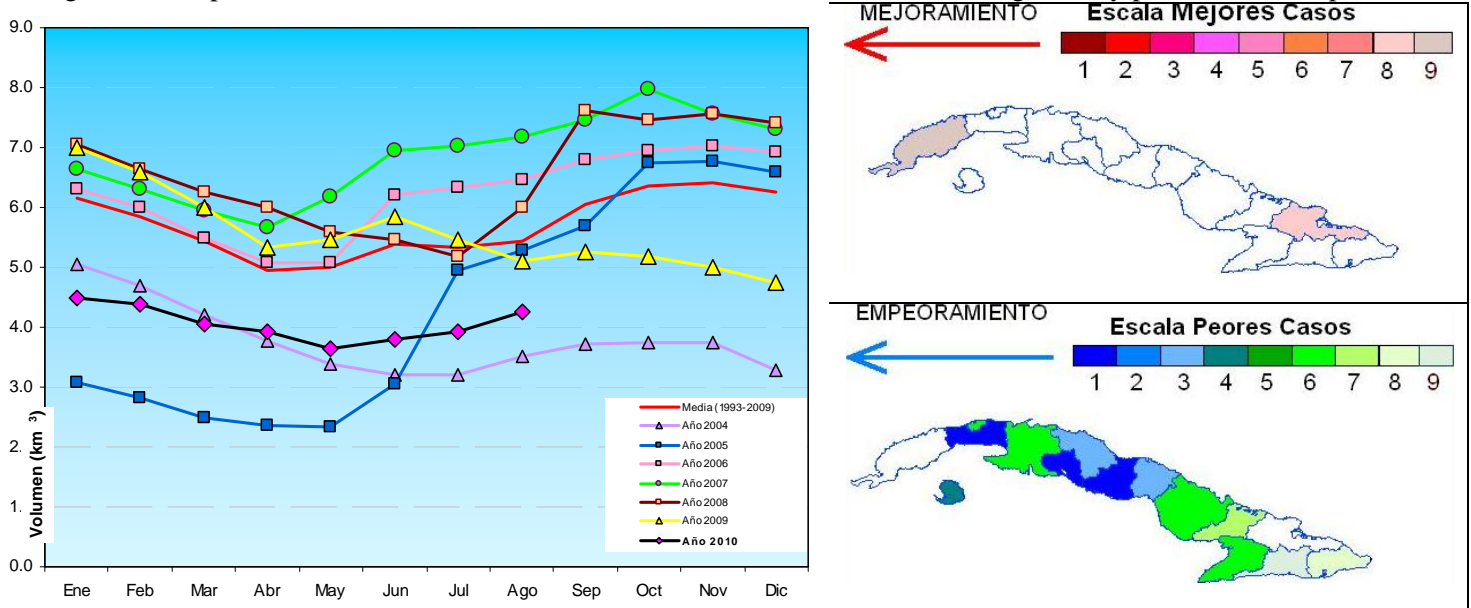 9.0
8.0
7.0
6.0
5.0
4.0
3.0
2.
1.
0.0
Volumen (km ³)
Ene Feb Mar Abr May Jun Jul Ago Sep Oct Nov Dic
Media (1993-2009)
Año 2004
Año 2005
Año 2006
Año 2007
Año 2008
Año 2009
Año 2010
MEJORAMIENTO
Escala Mejores Casos
1 2 3 4 5 6 7 8 9
EMPEORAMIENTO
Escala Peores Casos
1 2 3 4 5 6 7 8 9